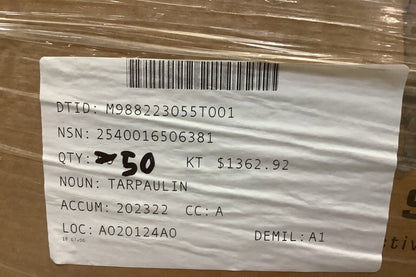 DTID: M988223055T001
NSN: 2540016506381
QTY: 50 KT $1362.92
NOUN: TARPAULIN
ACCUM: 202322 CC: A
LOC: A020124A0 DEMIL: A1